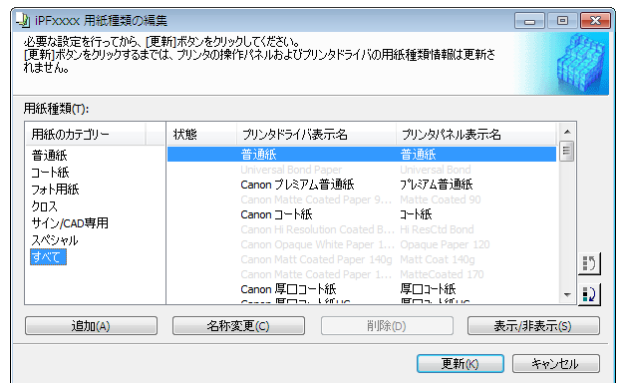 iPFxxxx 用紙種類の編集
必要な設定を行ってから、[更新]ボタンをクリックしてください。
[更新]ボタンをクリックするまでは、プリンタの操作パネルおよびプリンタドライバの用紙種類情報は更新さ
れません。
用紙種類(T):
用紙のカテゴリー 状態 プリンタドライバ表示名 プリンタパネル表示名
普通紙
コート紙
フォト用紙
クロス
サイン/CAD専用
スペシャル
すべて
普通紙 普通紙
Universal Bond Paper Universal Bond
Canon プレミアム普通紙 プレミアム普通紙
Canon Matte Coated Paper 9... Matte Coated 90
Canon コート紙 コート紙
Canon Hi Resolution Coated B... Hi ResCtd Bond
Canon Opaque White Paper 1... Opaque Paper 120
Canon Matt Coated Paper 140g Matt Coat 140g
Canon Matte Coated Paper 1... MatteCoated 170
Canon 厚口コート紙 厚口コート紙
追加(A) 名称変更(C) 削除(D) 表示/非表示(S)
更新(K) キャンセル